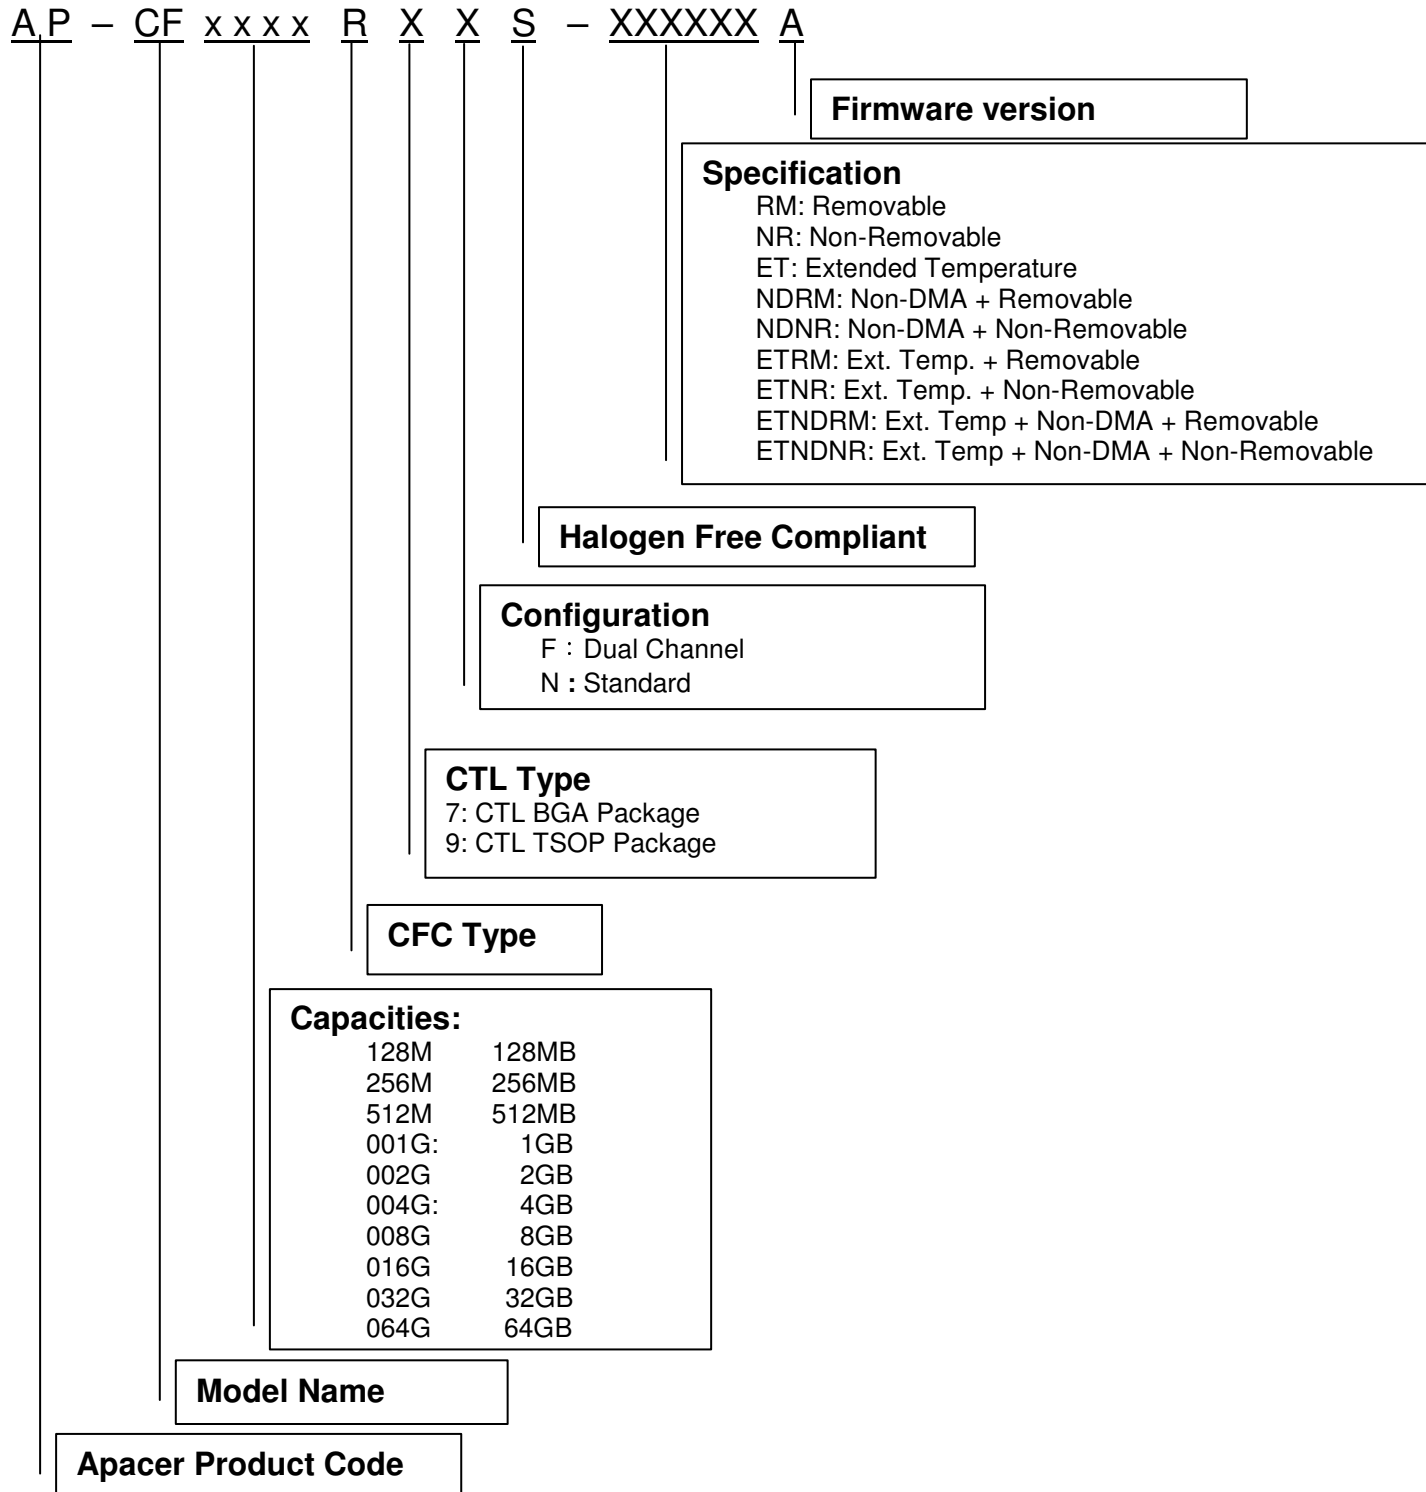 AP – CF xxxx R X X S – XXXXXX A
Firmware version
Specification
RM: Removable
NR: Non-Removable
ET: Extended Temperature
NDRM: Non-DMA + Removable
NDNR: Non-DMA + Non-Removable
ETRM: Ext. Temp. + Removable
ETNR: Ext. Temp. + Non-Removable
ETNDRM: Ext. Temp + Non-DMA + Removable
ETNDNR: Ext. Temp + Non-DMA + Non-Removable
Halogen Free Compliant
Configuration
F：Dual Channel
N : Standard
CTL Type
7: CTL BGA Package
9: CTL TSOP Package
CFC Type
Capacities:
128M 128MB
256M 256MB
512M 512MB
001G: 1GB
002G 2GB
004G: 4GB
008G 8GB
016G 16GB
032G 32GB
064G 64GB
Model Name
Apacer Product Code